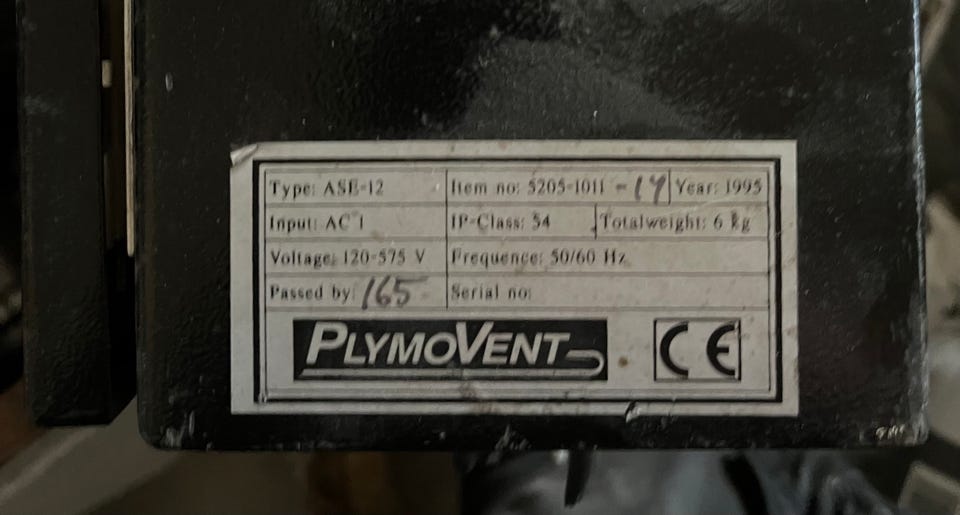 Type: ASE-12 Item no: 5205-1011 -14 Year: 1995
Input: AC 1 IP-Class: 54 Totalweight: 6 kg
Voltage: 120-575 V Frequence: 50/60 Hz
Passed by: 165 Serial no:
PLYMOVENT CE